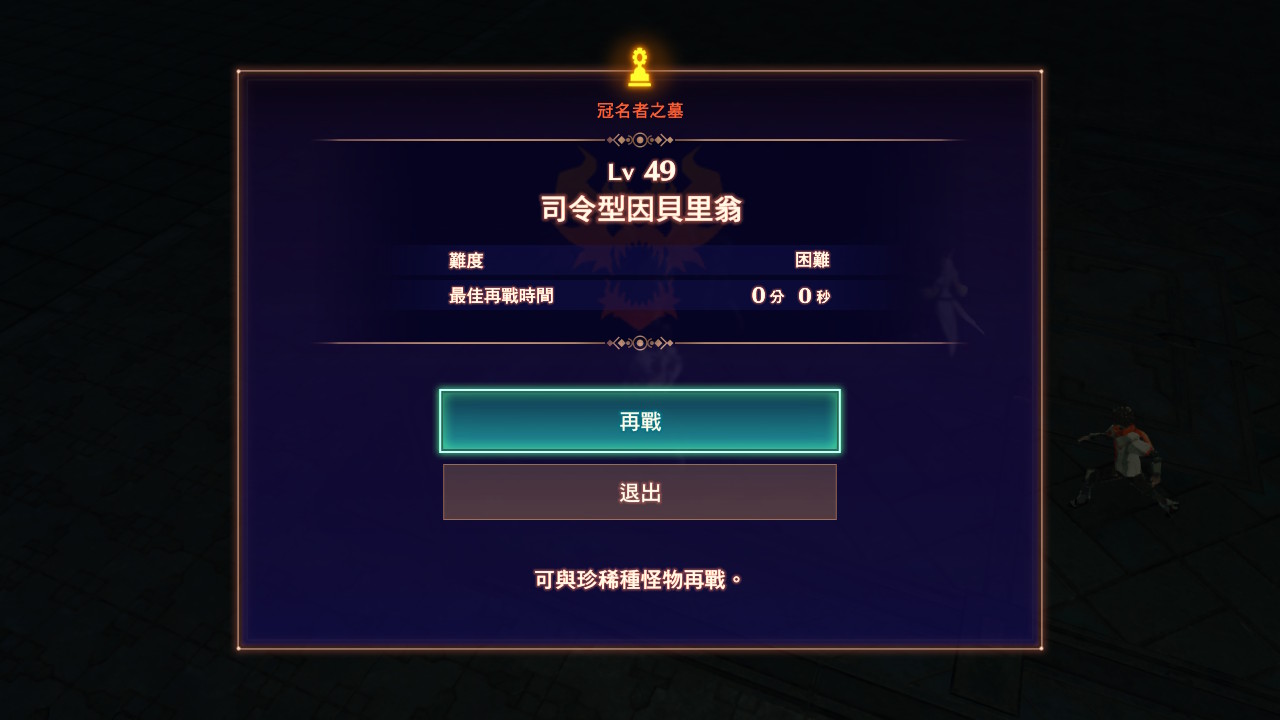 冠名者之墓
Lv 49
司令型因貝里翁
難度 困難
最佳再戰時間 0分 0秒
再戰
退出
可與珍稀種怪物再戰。